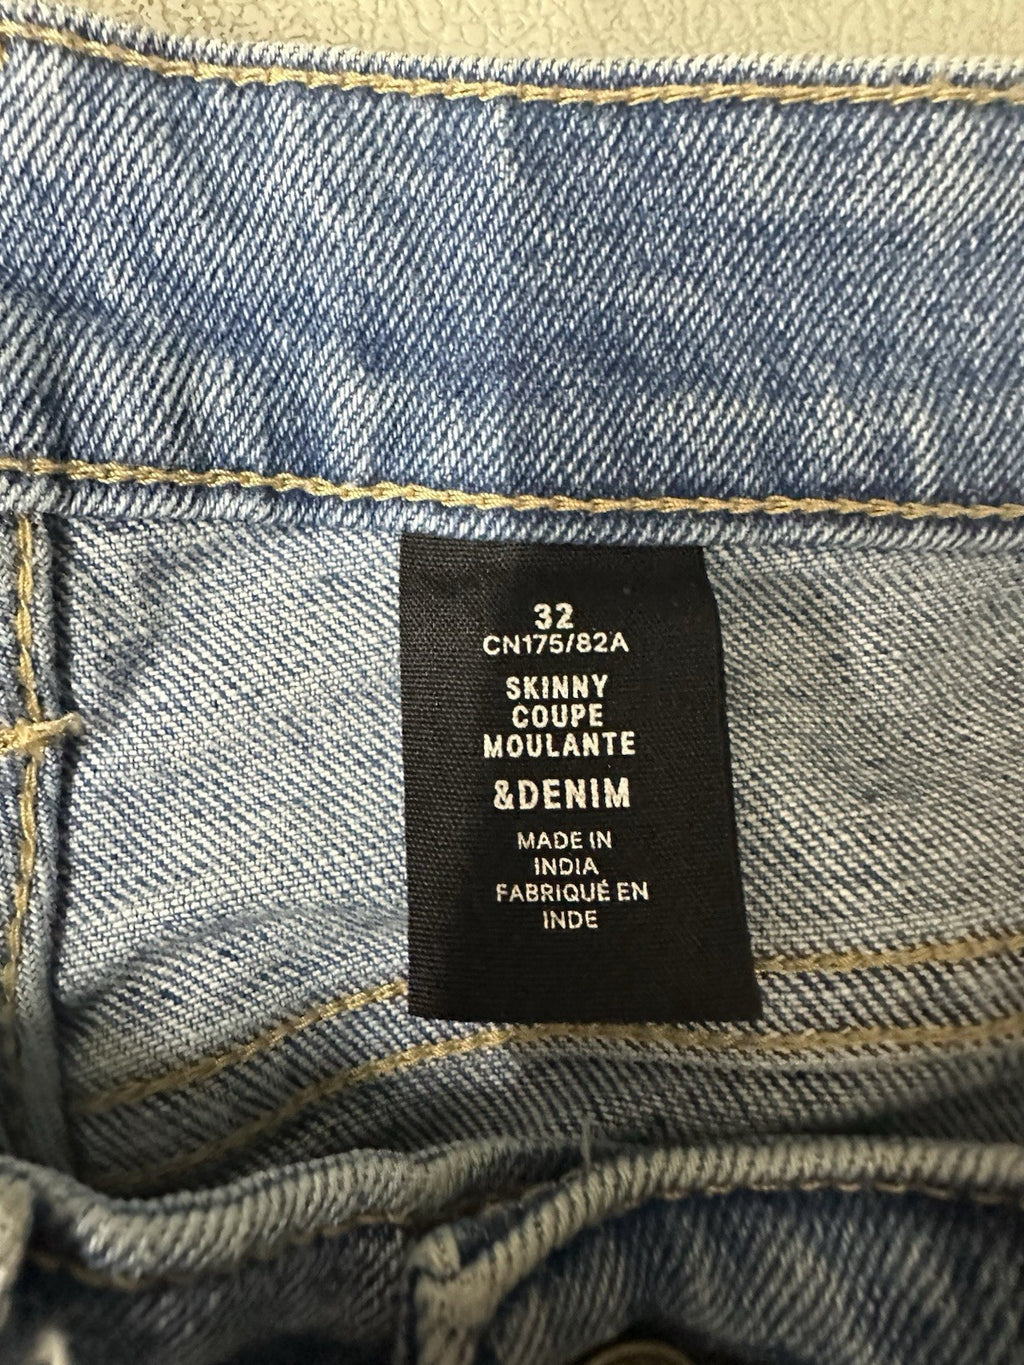 32
CN175/82A
SKINNY
COUPE
MOULANTE
&DENIM
MADE IN
INDIA
FABRIQUÉ EN
INDE